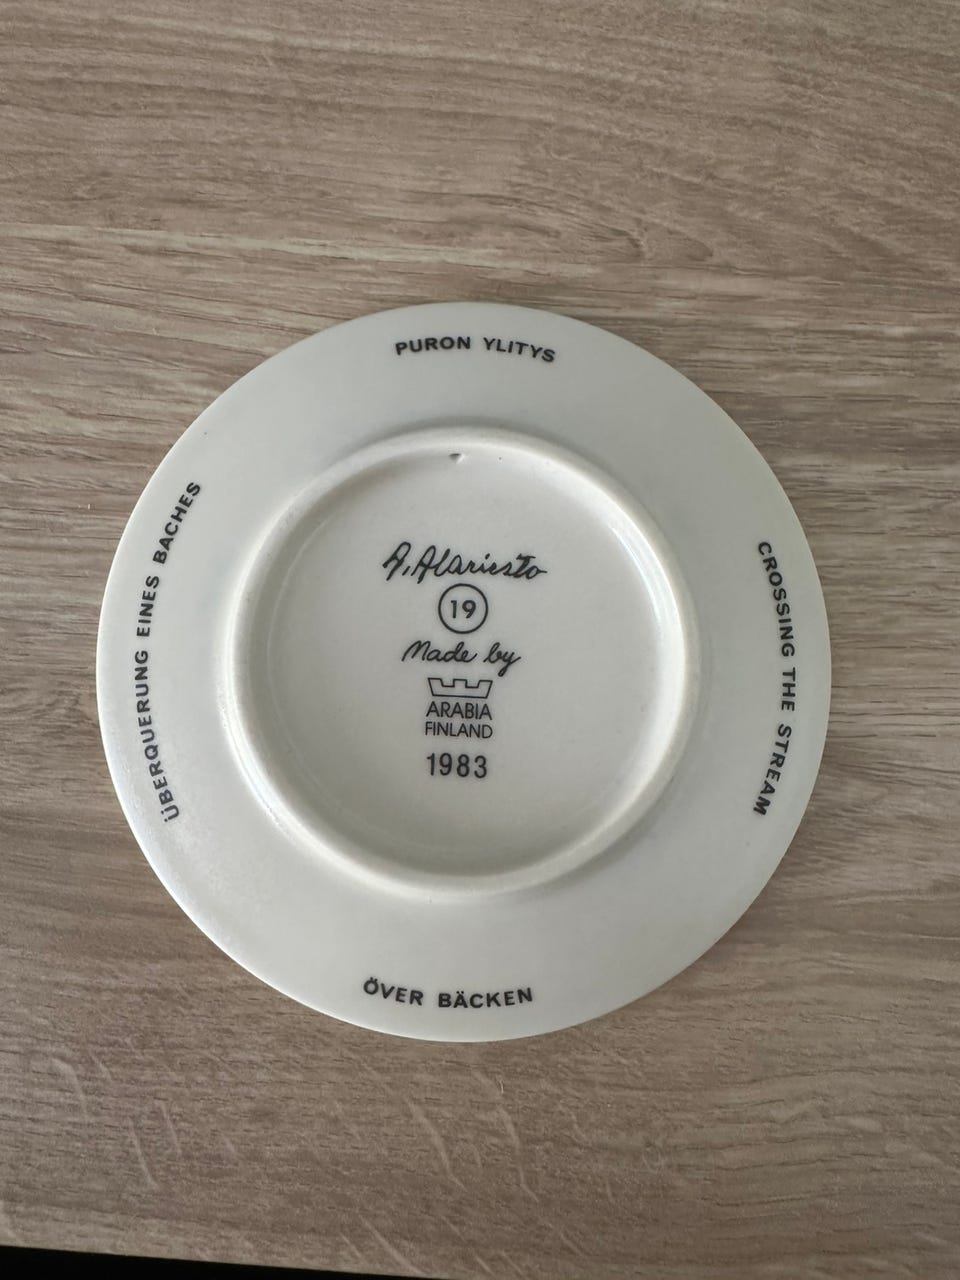 PURON YLITYS
CROSSING THE STREAM
ÖVER BÄCKEN
ÜBERQUERUNG EINES BACHES
A. Alariesto
19
Made by
ARABIA
FINLAND
1983